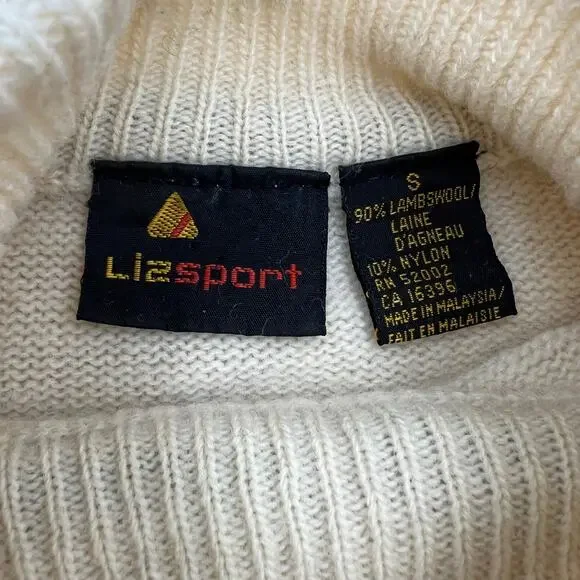 Lizsport
S
90% LAMBSWOOL/
LAINE
D'AGNEAU
10% NYLON
RN 52002
CA 16396
MADE IN MALAYSIA/
FAIT EN MALAISIE